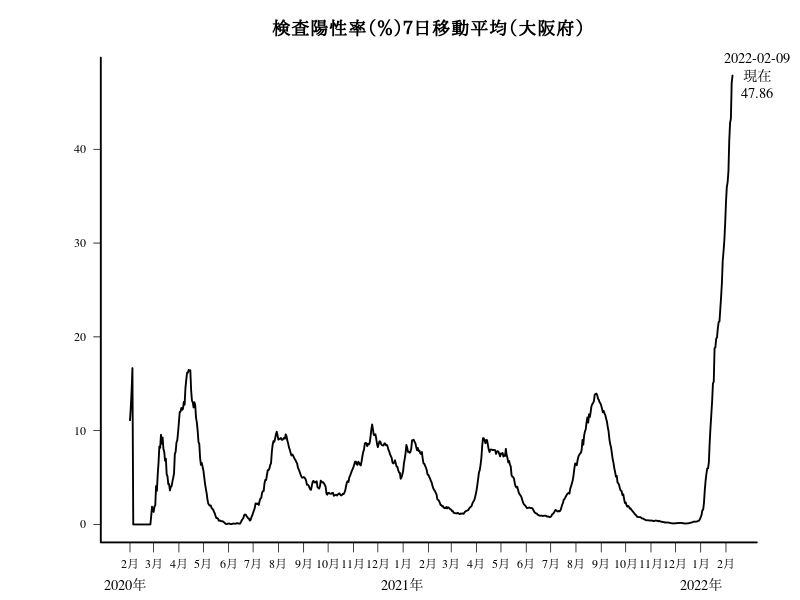 検査陽性率(%)7日移動平均(大阪府)
2022-02-09
現在
47.86
40
30
20
10
0
2月 3月 4月 5月 6月 7月 8月 9月 10月 11月 12月 1月 2月 3月 4月 5月 6月 7月 8月 9月 10月 11月 12月 1月 2月
2020年 2021年 2022年